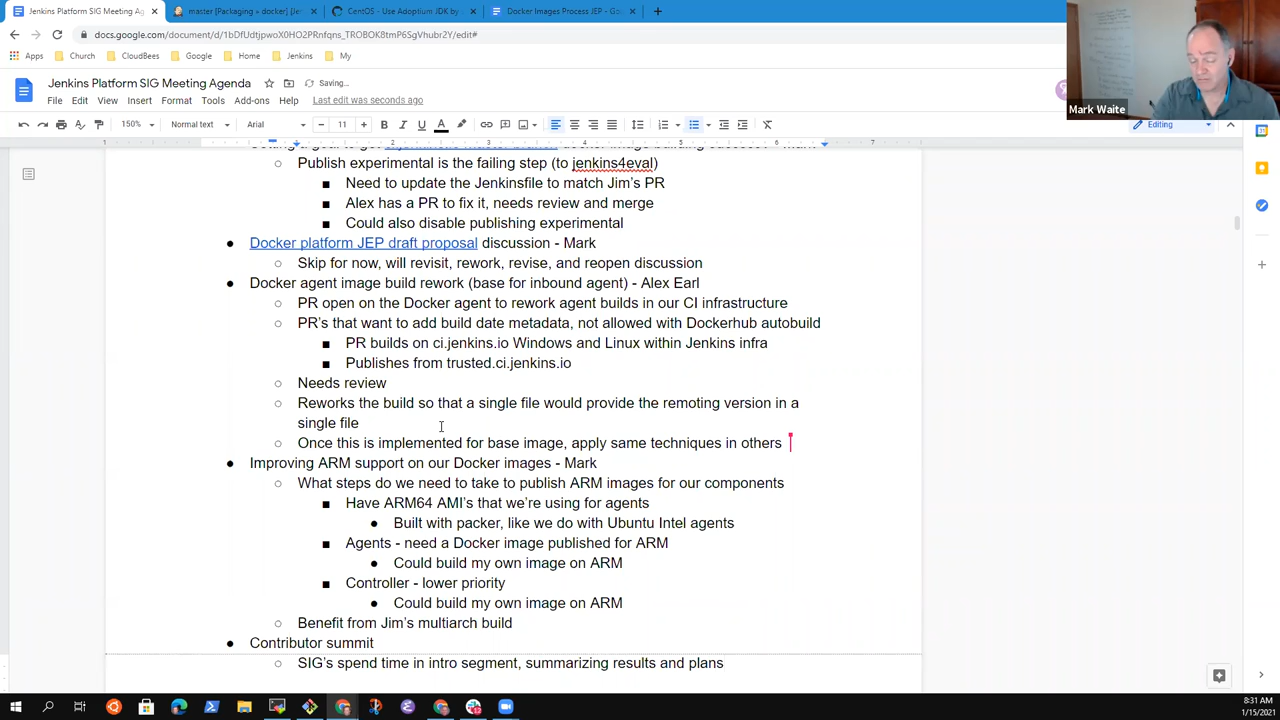 Jenkins Platform SIG Meeting Agenda
master [Packaging » docker] [Jen
CentOS - Use Adoptium JDK by
Docker Images Process JEP - Go
docs.google.com/document/d/1bDfUdtjpwoX0HO2PRnfqns_TROBOK8tmP6SgVhubr2Y/edit#
Apps Church CloudBees Google Home Jenkins My
Jenkins Platform SIG Meeting Agenda Saving...
File Edit View Insert Format Tools Add-ons Help Last edit was seconds ago
150% Normal text Arial 11 Editing
Mark Waite
1 1 2 3 4 5 6 7
Publish experimental is the failing step (to jenkins4eval)
Need to update the Jenkinsfile to match Jim's PR
Alex has a PR to fix it, needs review and merge
Could also disable publishing experimental
Docker platform JEP draft proposal discussion - Mark
Skip for now, will revisit, rework, revise, and reopen discussion
Docker agent image build rework (base for inbound agent) - Alex Earl
PR open on the Docker agent to rework agent builds in our CI infrastructure
PR's that want to add build date metadata, not allowed with Dockerhub autobuild
PR builds on ci.jenkins.io Windows and Linux within Jenkins infra
Publishes from trusted.ci.jenkins.io
Needs review
Reworks the build so that a single file would provide the remoting version in a
single file
Once this is implemented for base image, apply same techniques in others
Improving ARM support on our Docker images - Mark
What steps do we need to take to publish ARM images for our components
Have ARM64 AMI's that we're using for agents
Built with packer, like we do with Ubuntu Intel agents
Agents - need a Docker image published for ARM
Could build my own image on ARM
Controller - lower priority
Could build my own image on ARM
Benefit from Jim's multiarch build
Contributor summit
SIG's spend time in intro segment, summarizing results and plans
8:31 AM
1/15/2021